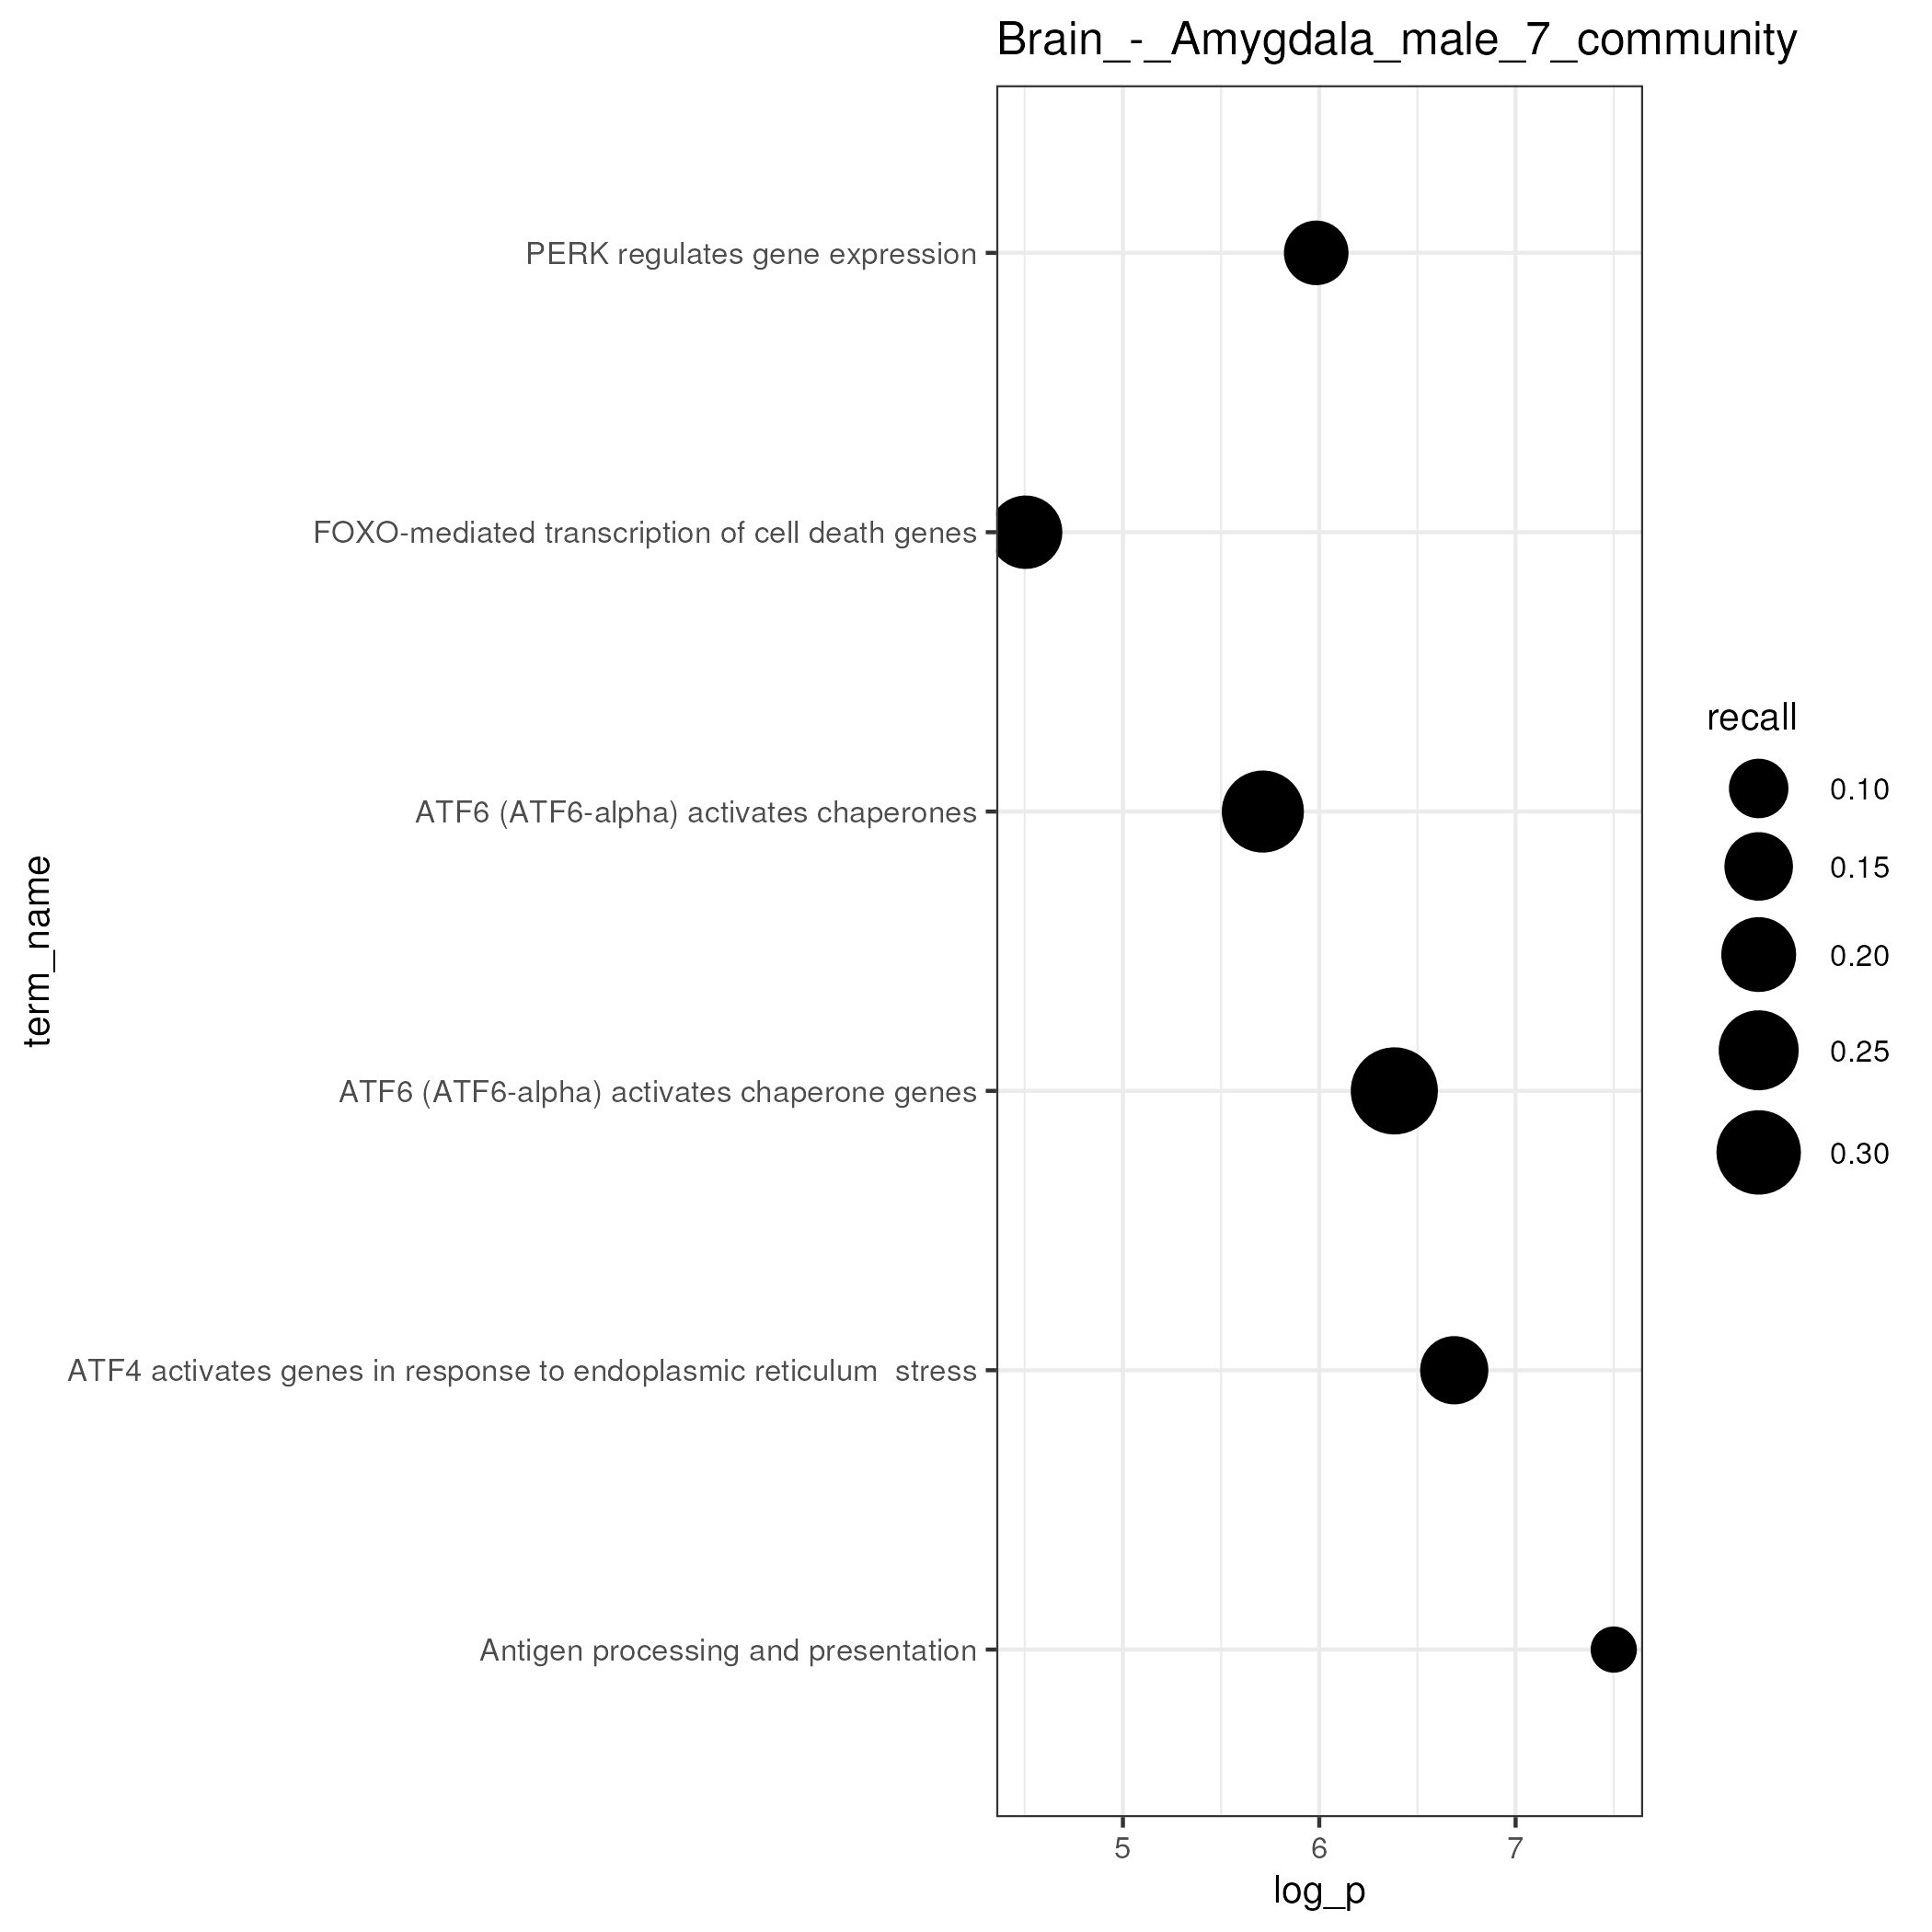 Brain_-_Amygdala_male_7_community
PERK regulates gene expression
FOXO-mediated transcription of cell death genes
ATF6 (ATF6-alpha) activates chaperones
ATF6 (ATF6-alpha) activates chaperone genes
ATF4 activates genes in response to endoplasmic reticulum  stress
Antigen processing and presentation
term_name
5 6 7
log_p
recall
0.10
0.15
0.20
0.25
0.30